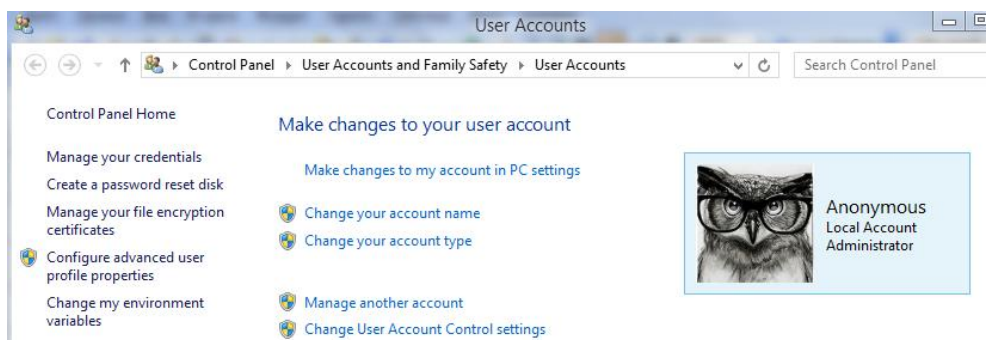 User Accounts
Control Panel ▸ User Accounts and Family Safety ▸ User Accounts
Search Control Panel
Control Panel Home
Manage your credentials
Create a password reset disk
Manage your file encryption
certificates
Configure advanced user
profile properties
Change my environment
variables
Make changes to your user account
Make changes to my account in PC settings
Change your account name
Change your account type
Manage another account
Change User Account Control settings
Anonymous
Local Account
Administrator